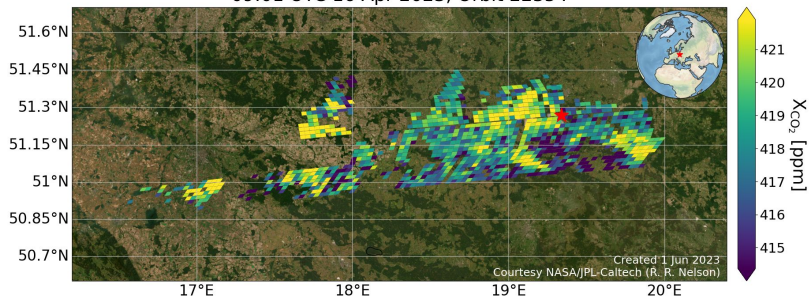 51.6°N
51.45°N
51.3°N
51.15°N
51°N
50.85°N
50.7°N
17°E
18°E
19°E
20°E
421
420
419
418
417
416
415
XCO₂ [ppm]
Created 1 Jun 2023
Courtesy NASA/JPL-Caltech (R. R. Nelson)